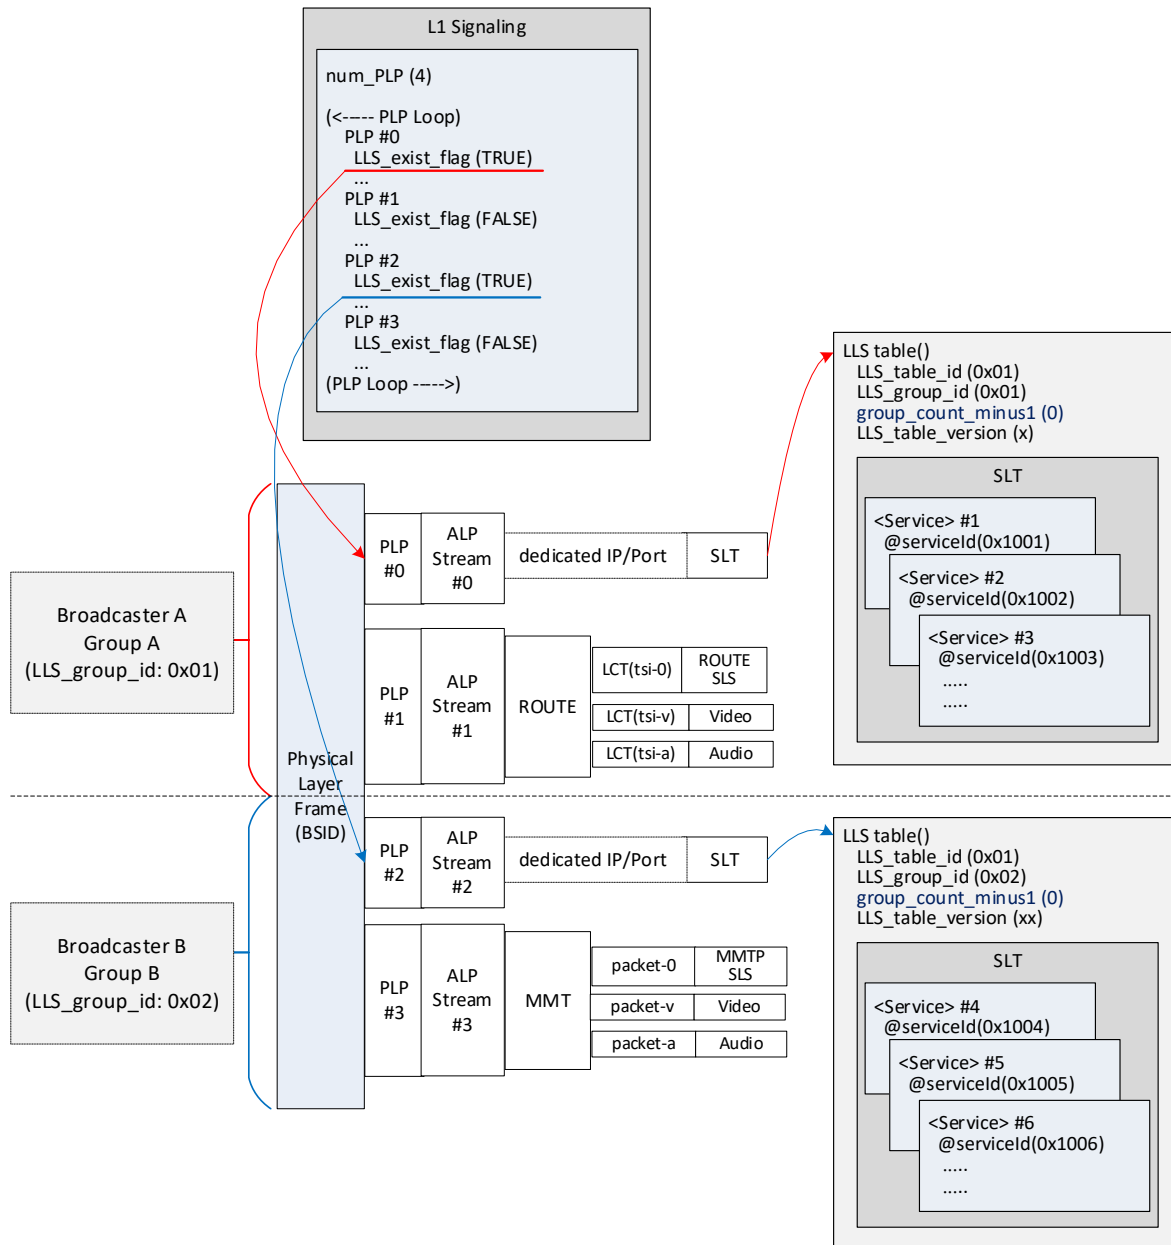 L1 Signaling
num_PLP (4)
(<----- PLP Loop)
PLP #0
LLS_exist_flag (TRUE)
...
PLP #1
LLS_exist_flag (FALSE)
...
PLP #2
LLS_exist_flag (TRUE)
...
PLP #3
LLS_exist_flag (FALSE)
...
(PLP Loop ----->)
LLS table()
LLS_table_id (0x01)
LLS_group_id (0x01)
group_count_minus1 (0)
LLS_table_version (x)
SLT
<Service> #1
@serviceId(0x1001)
<Service> #2
@serviceId(0x1002)
<Service> #3
@serviceId(0x1003)
.....
.....
Broadcaster A
Group A
(LLS_group_id: 0x01)
Physical
Layer
Frame
(BSID)
PLP
#0
ALP
Stream
#0
dedicated IP/Port
SLT
PLP
#1
ALP
Stream
#1
ROUTE
LCT(tsi-0)
ROUTE
SLS
LCT(tsi-v)
Video
LCT(tsi-a)
Audio
Broadcaster B
Group B
(LLS_group_id: 0x02)
PLP
#2
ALP
Stream
#2
dedicated IP/Port
SLT
PLP
#3
ALP
Stream
#3
MMT
packet-0
MMTP
SLS
packet-v
Video
packet-a
Audio
LLS table()
LLS_table_id (0x01)
LLS_group_id (0x02)
group_count_minus1 (0)
LLS_table_version (xx)
SLT
<Service> #4
@serviceId(0x1004)
<Service> #5
@serviceId(0x1005)
<Service> #6
@serviceId(0x1006)
.....
.....